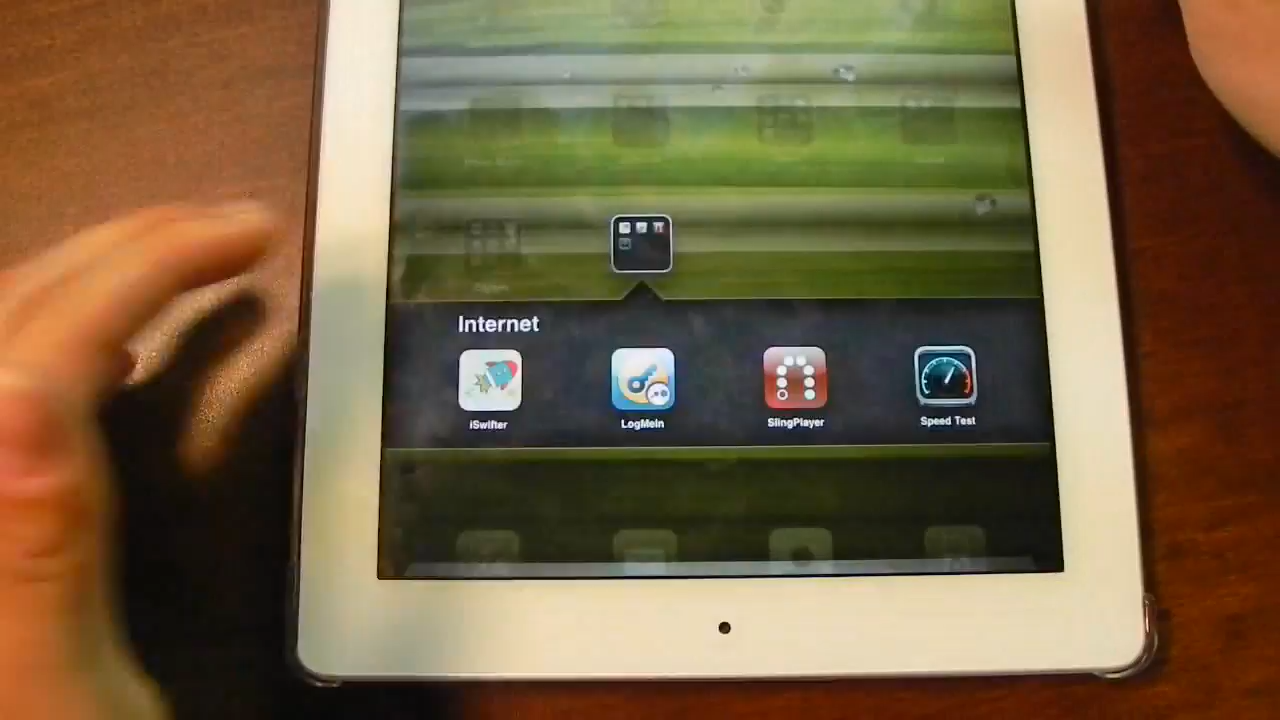 Internet
iSwifter
LogMeIn
SlingPlayer
Speed Test